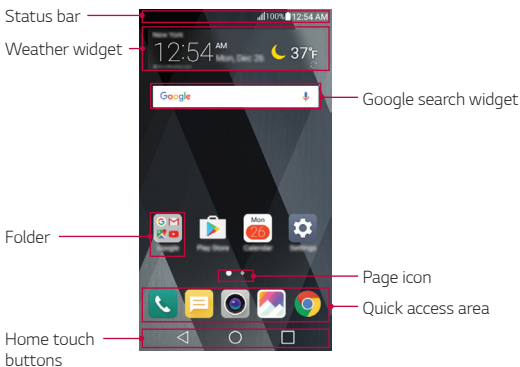 Status bar
100% 12:54 AM
Weather widget
New York
12:54 AM
Mon, Dec 26
37°F
Google
Google search widget
Mon
26
G M
Folder
Google
Play Store
Calendar
Settings
Page icon
Quick access area
Home touch
buttons